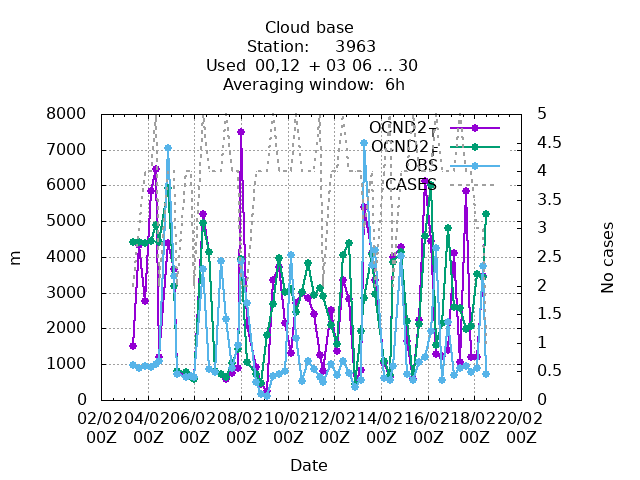 Cloud base
Station: 3963
Used 00,12 + 03 06 ... 30
Averaging window: 6h
8000
7000
6000
5000
4000
3000
2000
1000
0
m
5
4.5
4
3.5
3
2.5
2
1.5
1
0.5
0
No cases
OCND2_T
OCND2_F
OBS
CASES
02/02 04/02 06/02 08/02 10/02 12/02 14/02 16/02 18/02 20/02
00Z 00Z 00Z 00Z 00Z 00Z 00Z 00Z 00Z 00Z
Date